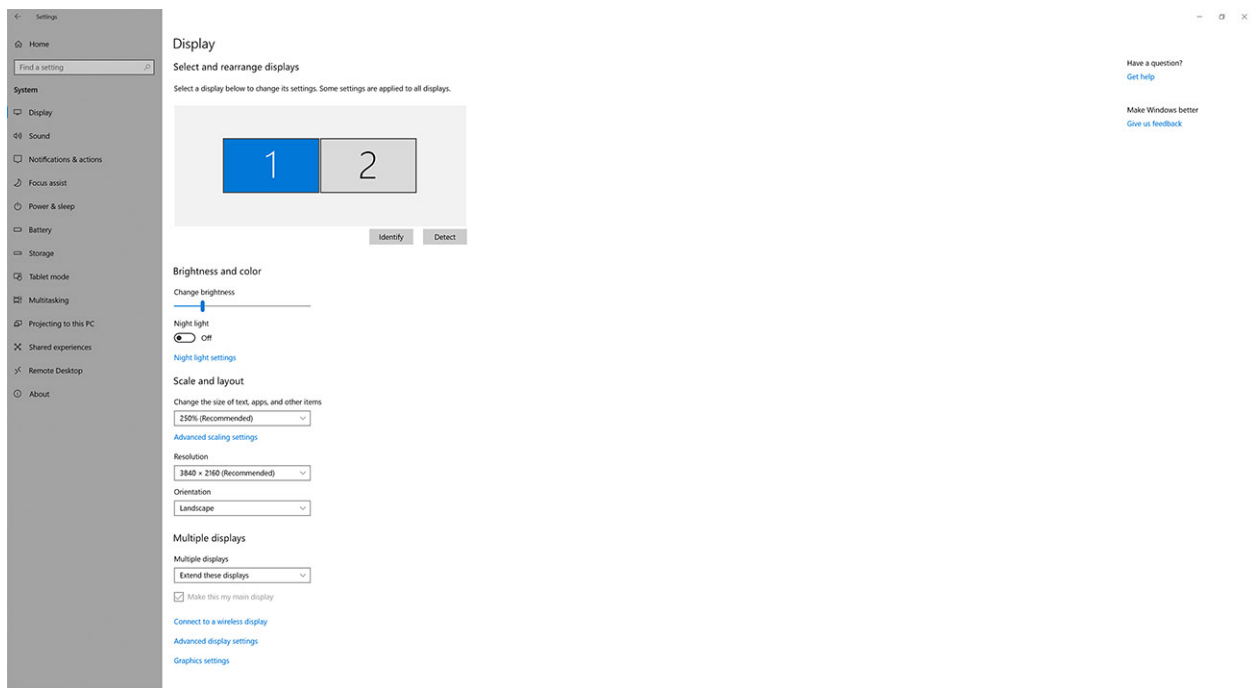 Settings
Home
Find a setting
System
Display
Sound
Notifications & actions
Focus assist
Power & sleep
Battery
Storage
Tablet mode
Multitasking
Projecting to this PC
Shared experiences
Remote Desktop
About
Display
Select and rearrange displays
Select a display below to change its settings. Some settings are applied to all displays.
1 2
Identify Detect
Brightness and color
Change brightness
Night light
Off
Night light settings
Scale and layout
Change the size of text, apps, and other items
250% (Recommended)
Advanced scaling settings
Resolution
3840 × 2160 (Recommended)
Orientation
Landscape
Multiple displays
Multiple displays
Extend these displays
Make this my main display
Connect to a wireless display
Advanced display settings
Graphics settings
Have a question?
Get help
Make Windows better
Give us feedback